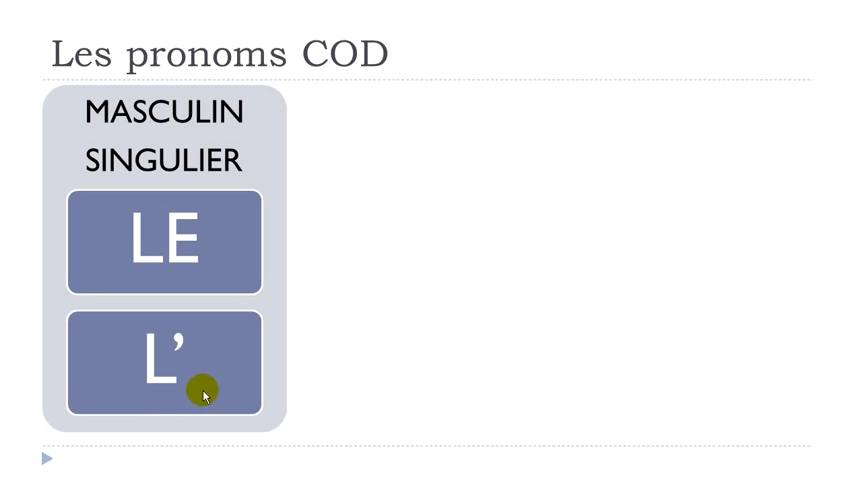 Les pronoms COD
MASCULIN
SINGULIER
LE
L’